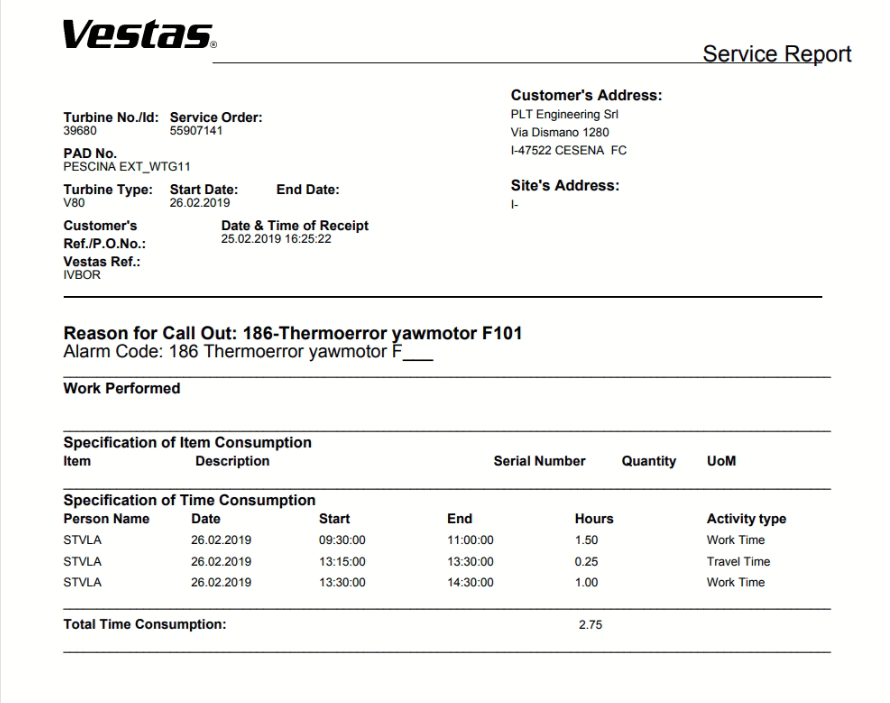 Vestas®
Service Report
Customer's Address:
PLT Engineering Srl
Via Dismano 1280
I-47522 CESENA FC
Site's Address:
I-
Turbine No./Id: Service Order:
39680 55907141
PAD No.
PESCINA EXT_WTG11
Turbine Type: Start Date: End Date:
V80 26.02.2019
Customer's Date & Time of Receipt
Ref./P.O.No.: 25.02.2019 16:25:22
Vestas Ref.:
IVBOR
Reason for Call Out: 186-Thermoerror yawmotor F101
Alarm Code: 186 Thermoerror yawmotor F___
Work Performed
Specification of Item Consumption
Item Description Serial Number Quantity UoM
Specification of Time Consumption
Person Name Date Start End Hours Activity type
STVLA 26.02.2019 09:30:00 11:00:00 1.50 Work Time
STVLA 26.02.2019 13:15:00 13:30:00 0.25 Travel Time
STVLA 26.02.2019 13:30:00 14:30:00 1.00 Work Time
Total Time Consumption: 2.75